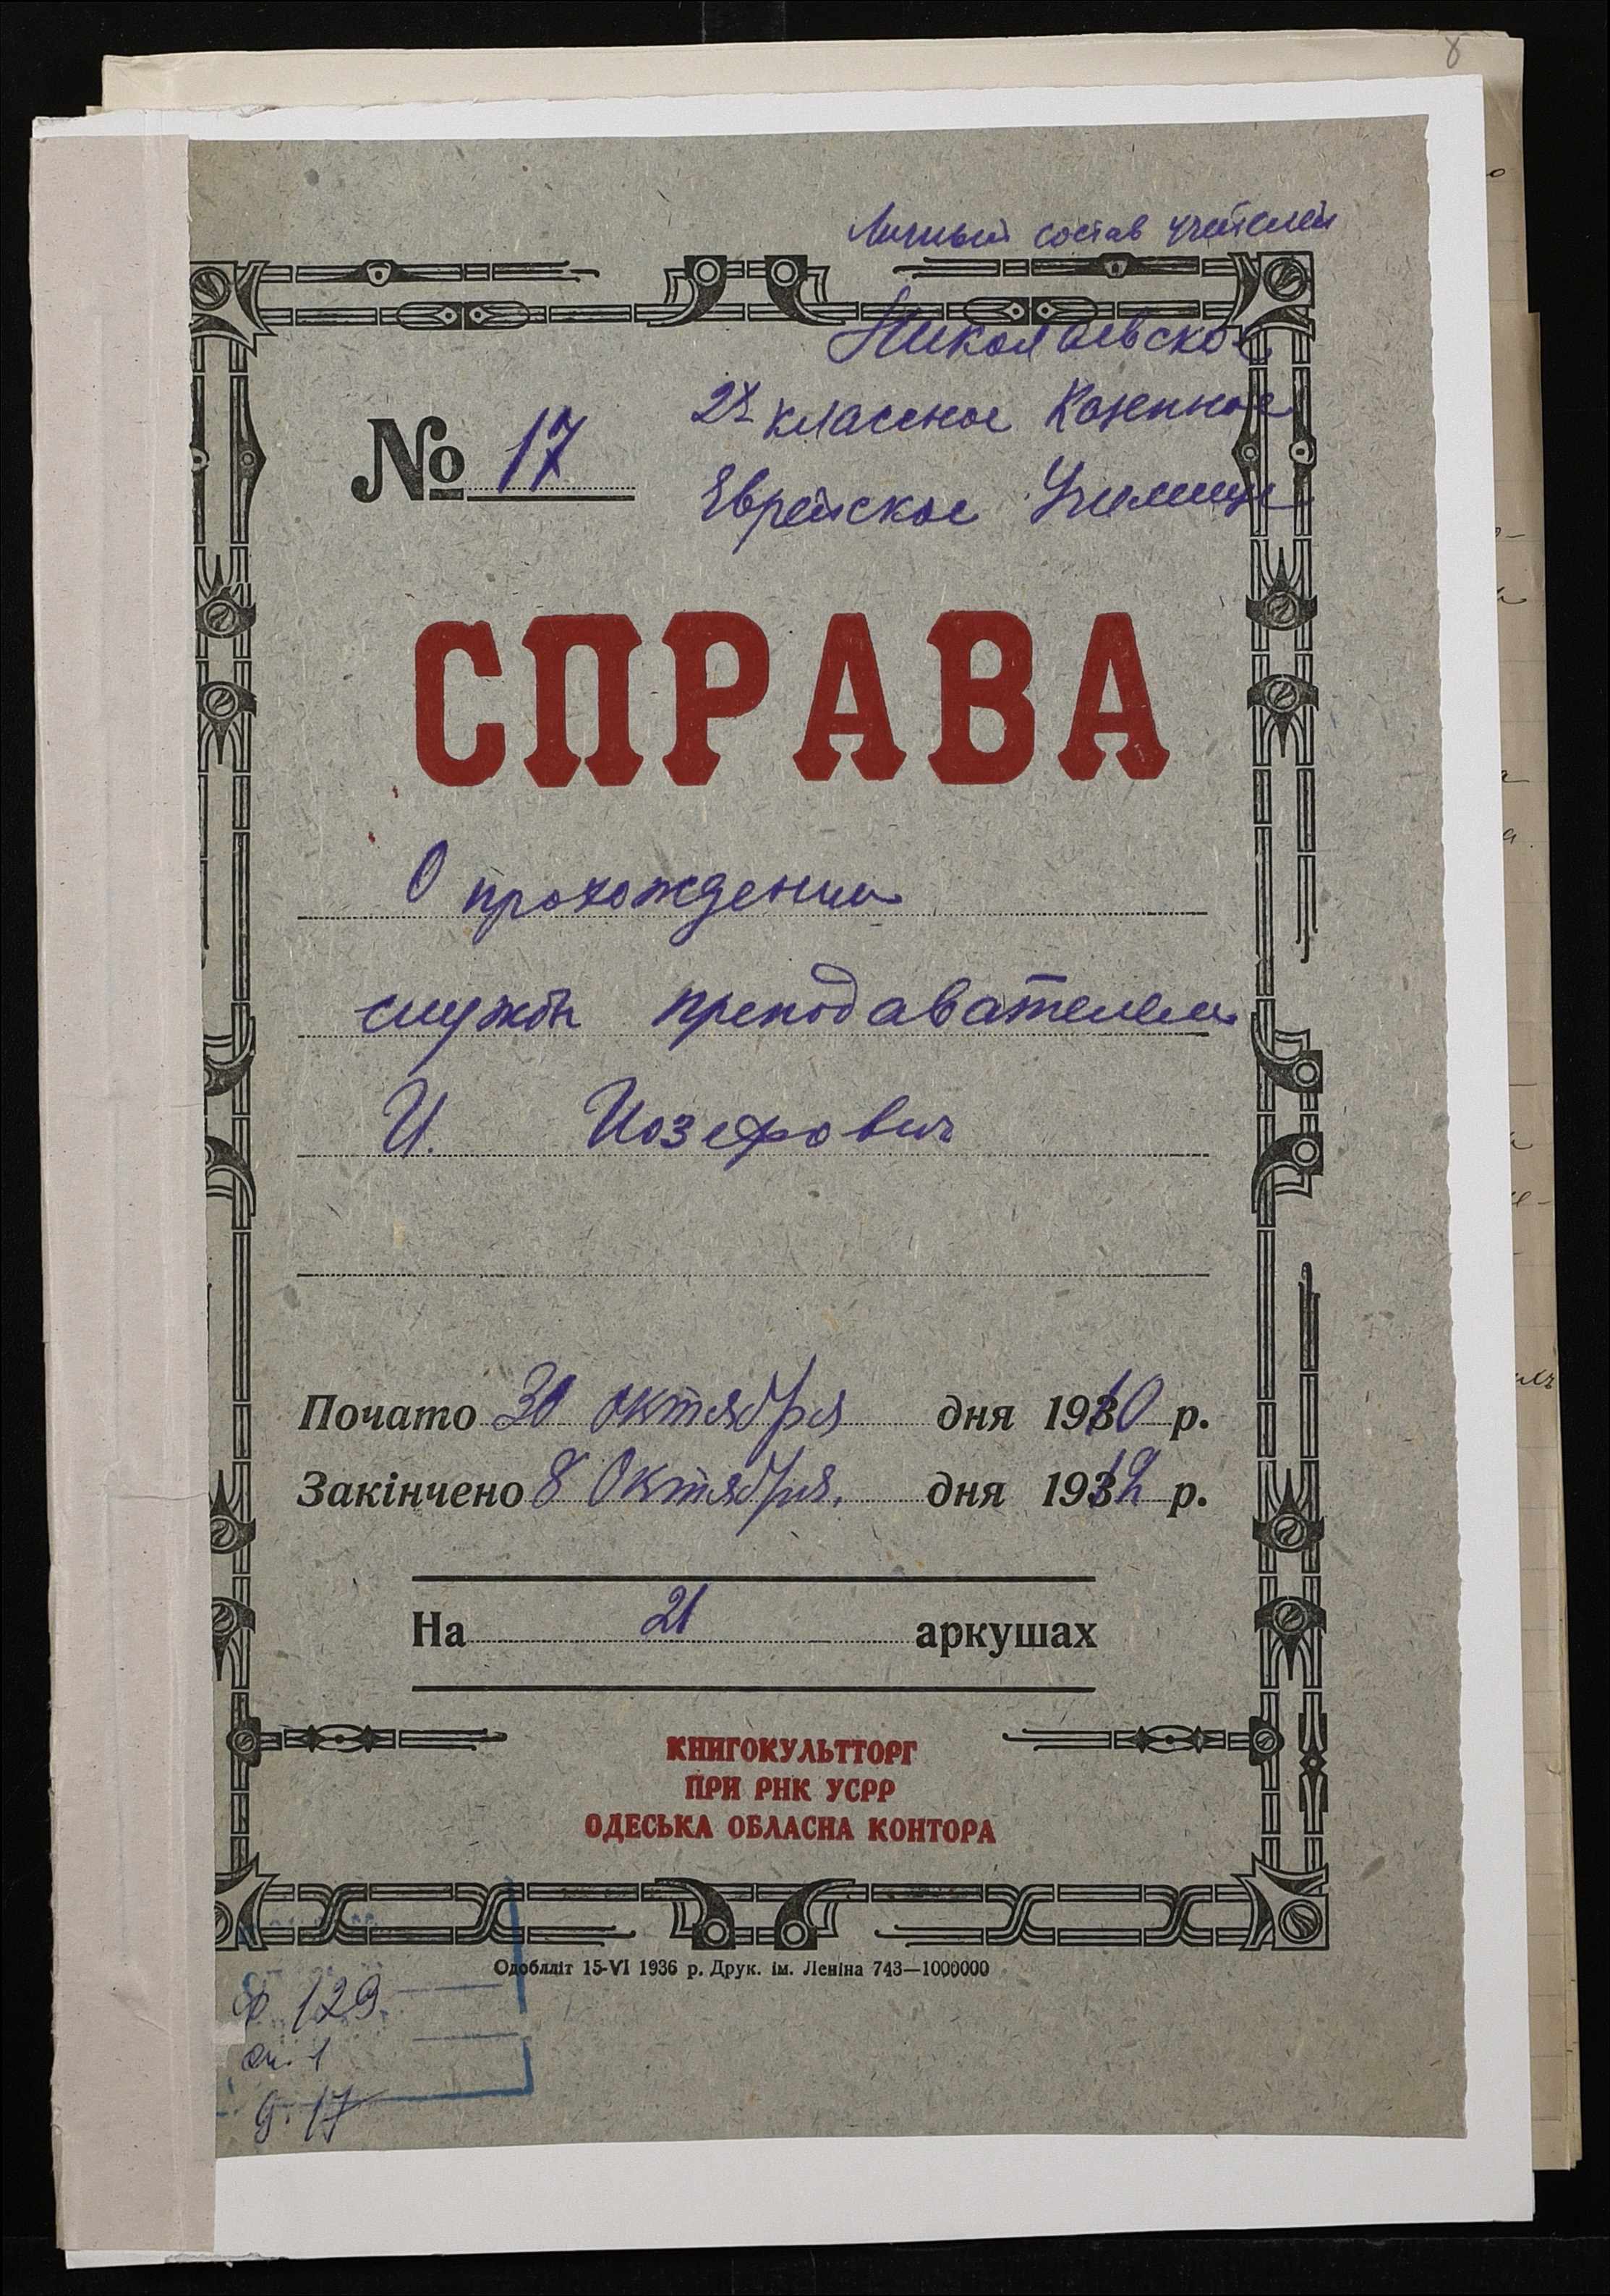 8
Личный состав учителей
Николаевское
2х классное Казенное
Еврейское Училище
№ 17
СПРАВА
О прохождении
службы преподавателем
И. Иозефович
Почато 30 октября дня 1910 р.
Закінчено 8 Октября. дня 1912 р.
На 21 аркушах
КНИГОКУЛЬТТОРГ
ПРИ РНК УСРР
ОДЕСЬКА ОБЛАСНА КОНТОРА
Одоблліт 15-VI 1936 р. Друк. ім. Леніна 743—1000000
ф. 129
оп. 1
д. 17